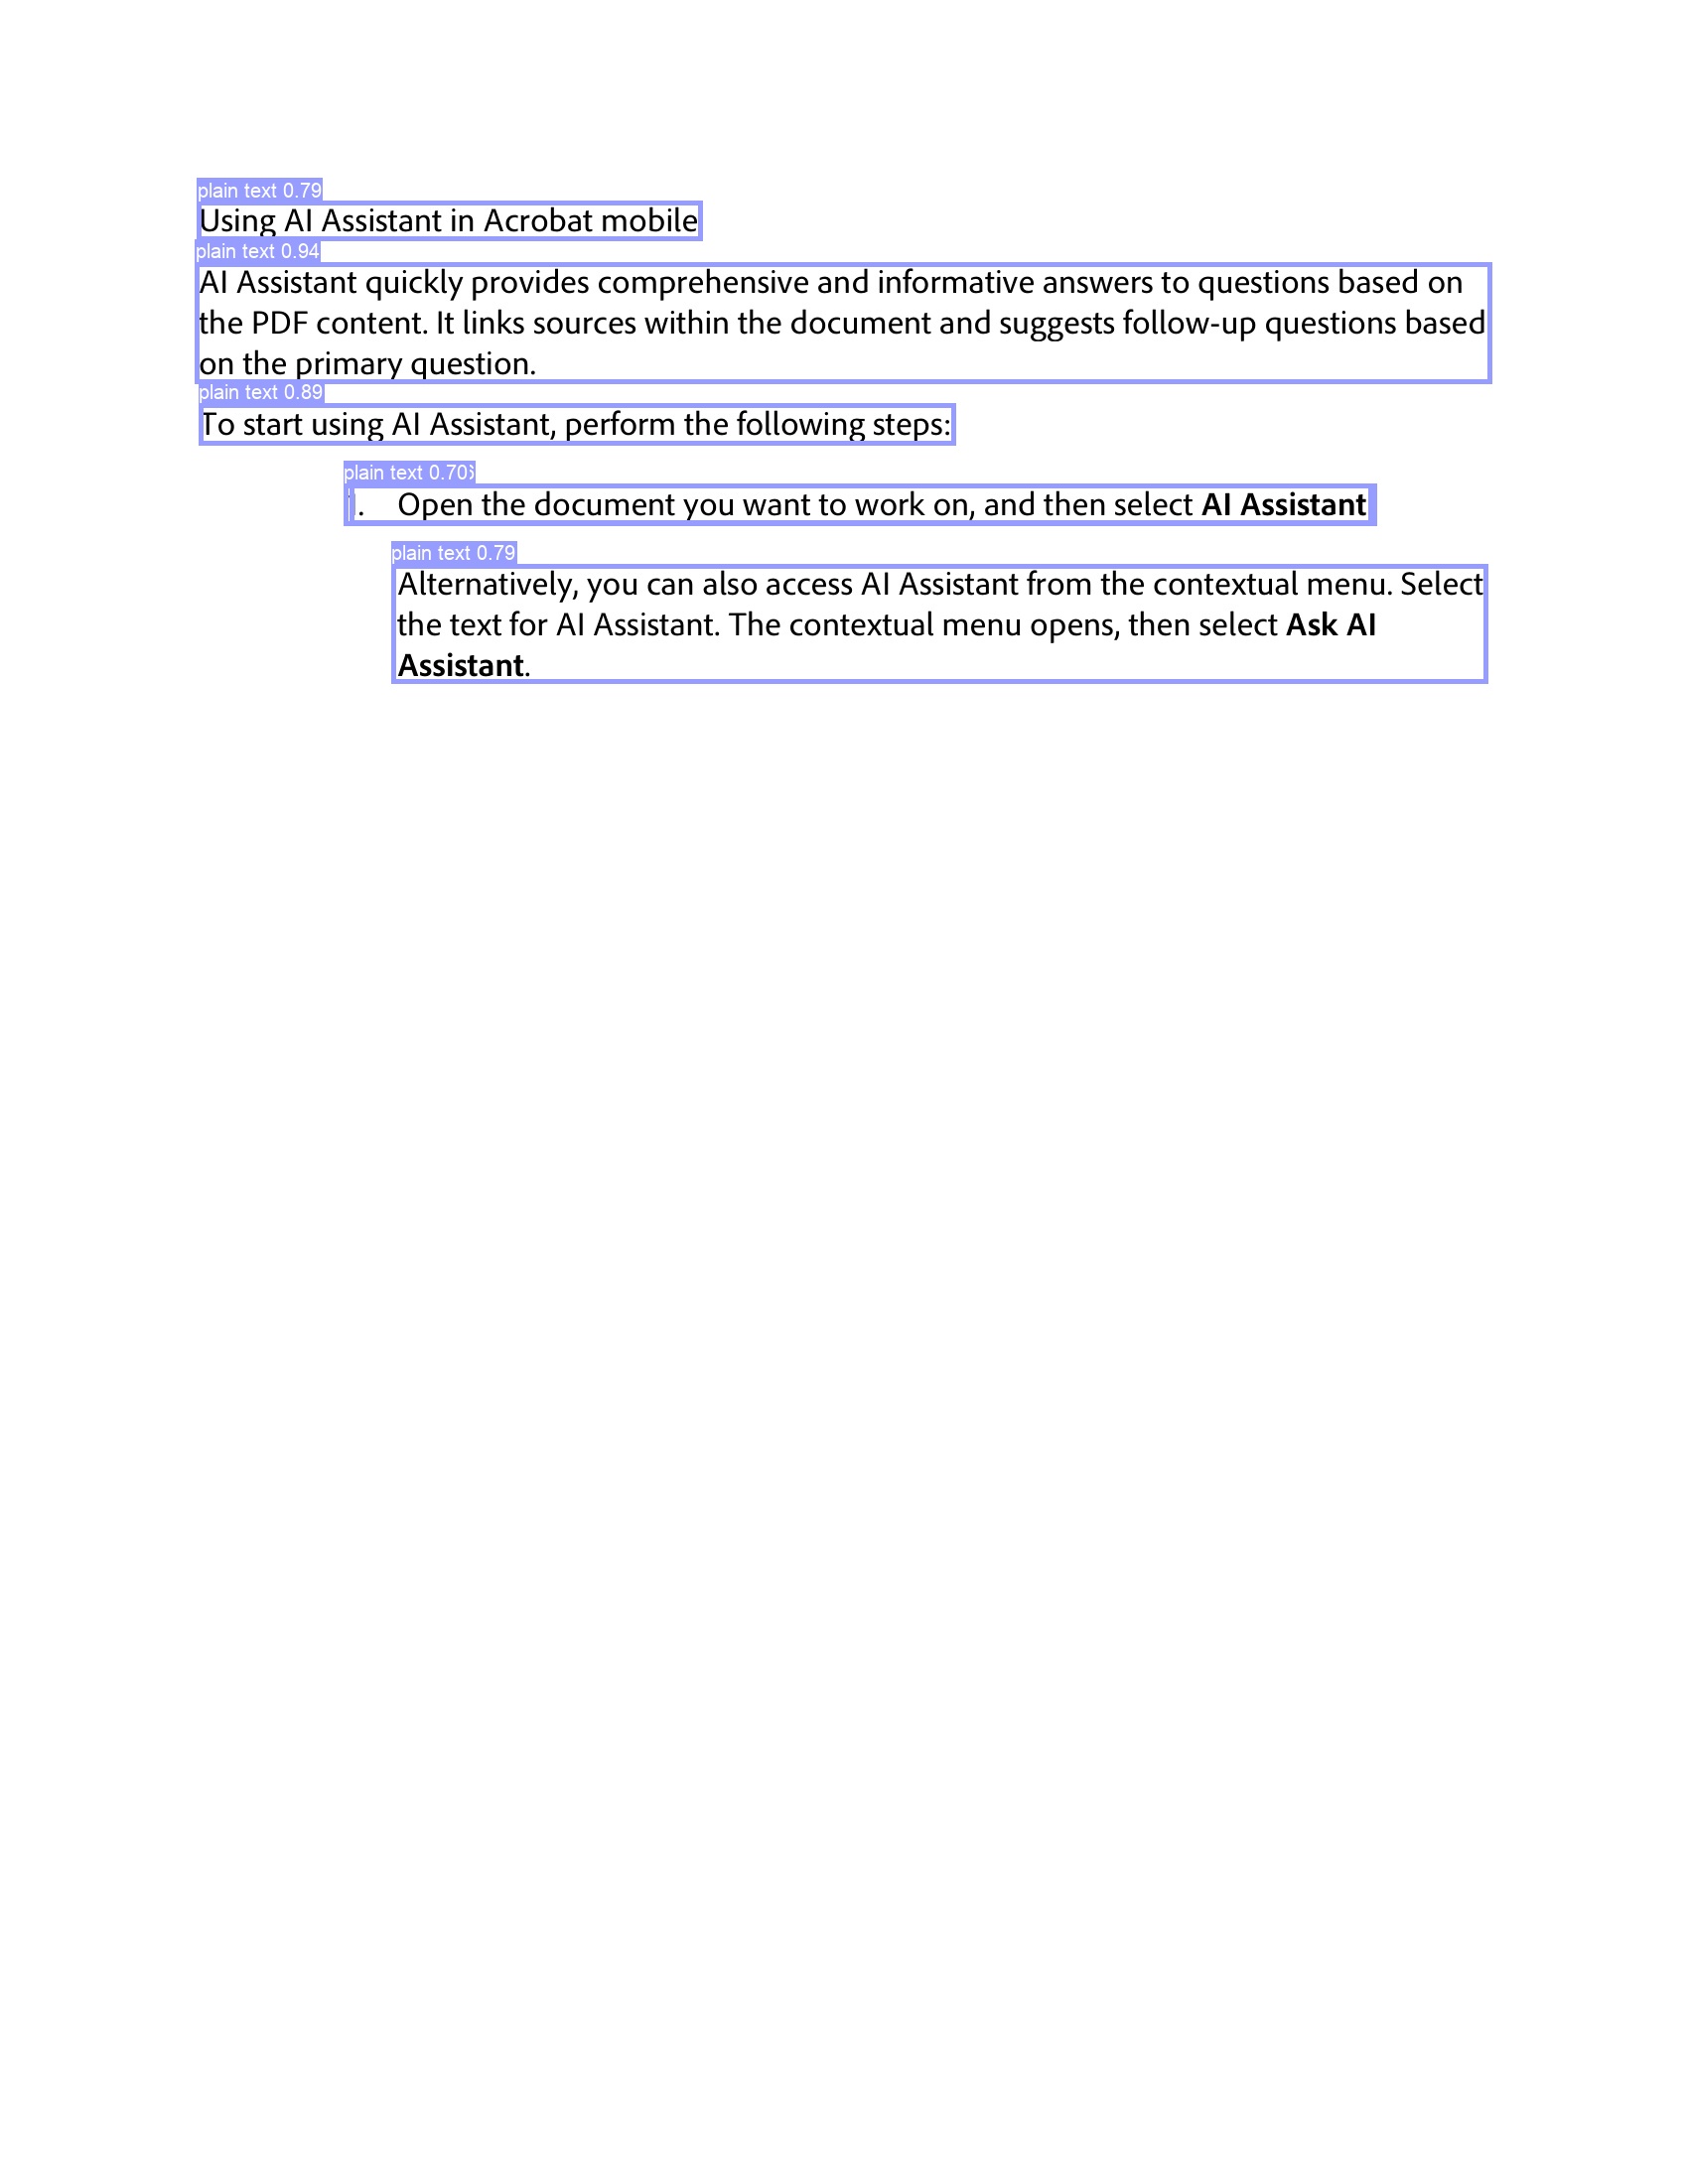 plain text 0.79
Using AI Assistant in Acrobat mobile
plain text 0.94
AI Assistant quickly provides comprehensive and informative answers to questions based on
the PDF content. It links sources within the document and suggests follow-up questions based
on the primary question.
plain text 0.89
To start using AI Assistant, perform the following steps:
plain text 0.70
. Open the document you want to work on, and then select AI Assistant
plain text 0.79
Alternatively, you can also access AI Assistant from the contextual menu. Select
the text for AI Assistant. The contextual menu opens, then select Ask AI
Assistant.